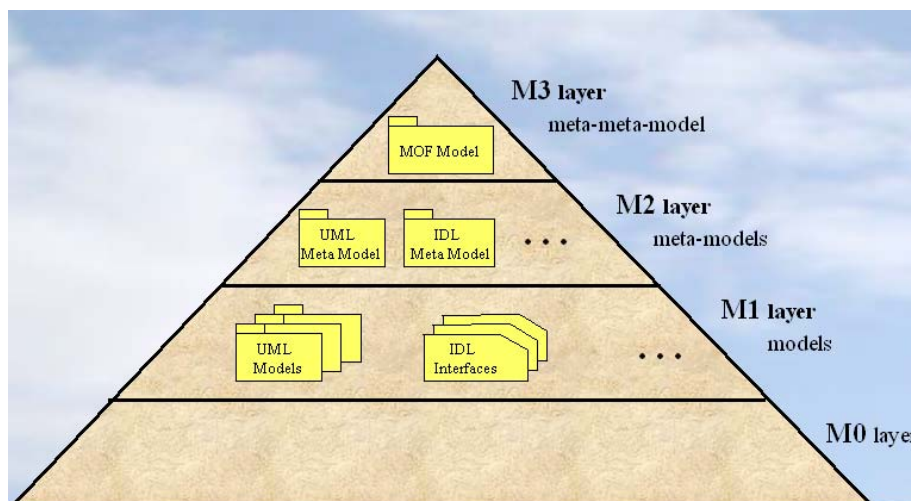 M3 layer
meta-meta-model
MOF Model
M2 layer
meta-models
UML
Meta Model
IDL
Meta Model
...
M1 layer
models
UML
Models
IDL
Interfaces
...
M0 layer